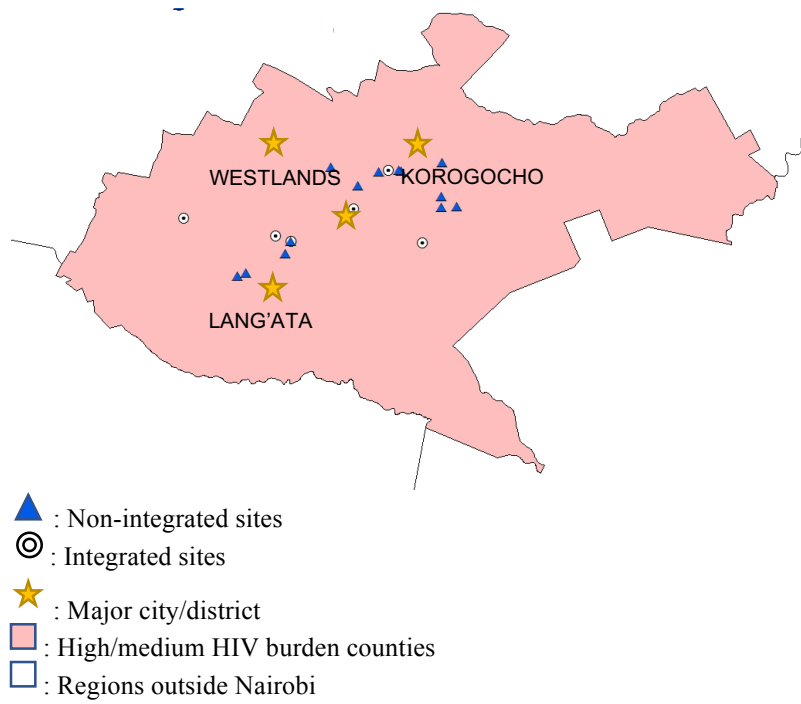 WESTLANDS
KOROGOCHO
LANG'ATA
: Non-integrated sites
: Integrated sites
: Major city/district
: High/medium HIV burden counties
: Regions outside Nairobi